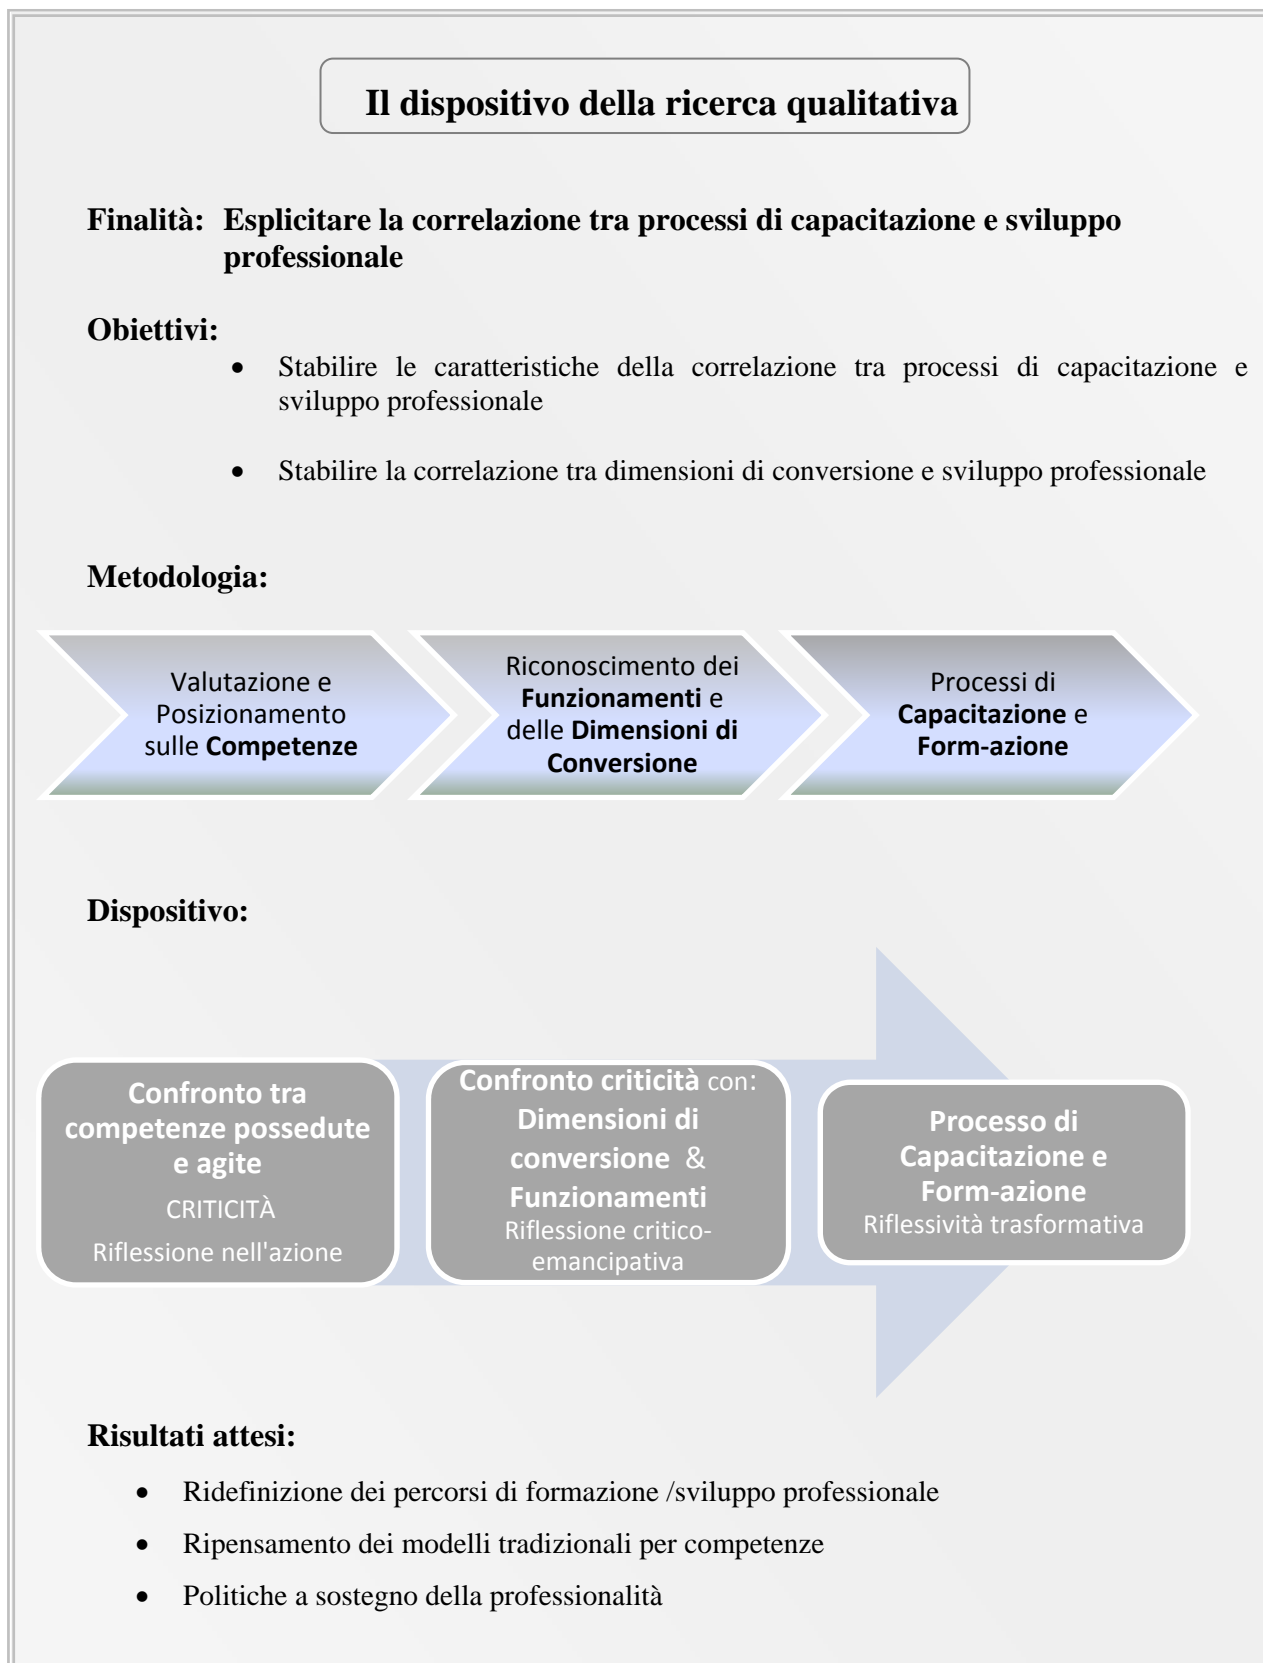 Il dispositivo della ricerca qualitativa
Finalità: Esplicitare la correlazione tra processi di capacitazione e sviluppo
professionale
Obiettivi:
• Stabilire le caratteristiche della correlazione tra processi di capacitazione e
sviluppo professionale
• Stabilire la correlazione tra dimensioni di conversione e sviluppo professionale
Metodologia:
Valutazione e
Posizionamento
sulle Competenze
Riconoscimento dei
Funzionamenti e
delle Dimensioni di
Conversione
Processi di
Capacitazione e
Form-azione
Dispositivo:
Confronto tra
competenze possedute
e agite
CRITICITÀ
Riflessione nell'azione
Confronto criticità con:
Dimensioni di
conversione &
Funzionamenti
Riflessione critico-
emancipativa
Processo di
Capacitazione e
Form-azione
Riflessività trasformativa
Risultati attesi:
• Ridefinizione dei percorsi di formazione /sviluppo professionale
• Ripensamento dei modelli tradizionali per competenze
• Politiche a sostegno della professionalità